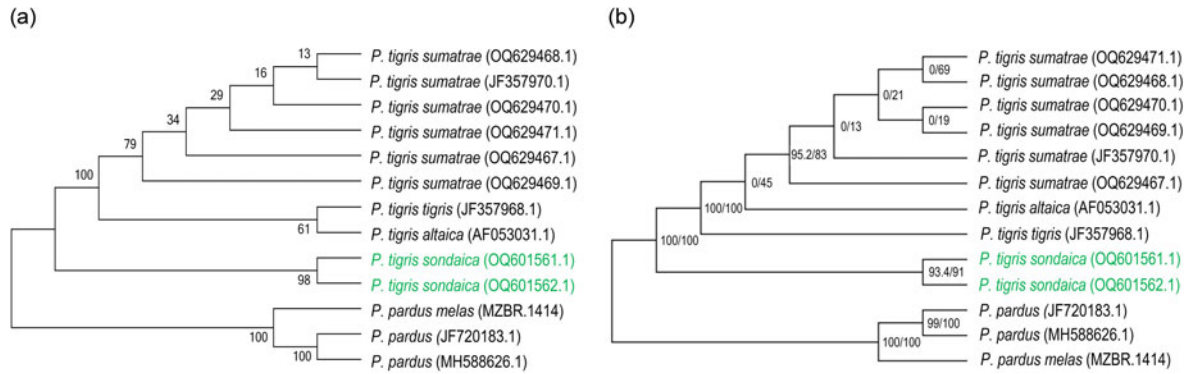 (a)
13
P. tigris sumatrae (OQ629468.1)
16
P. tigris sumatrae (JF357970.1)
29
P. tigris sumatrae (OQ629470.1)
34
P. tigris sumatrae (OQ629471.1)
79
P. tigris sumatrae (OQ629467.1)
100
P. tigris sumatrae (OQ629469.1)
P. tigris tigris (JF357968.1)
61
P. tigris altaica (AF053031.1)
P. tigris sondaica (OQ601561.1)
98
P. tigris sondaica (OQ601562.1)
P. pardus melas (MZBR.1414)
100
P. pardus (JF720183.1)
100
P. pardus (MH588626.1)
(b)
P. tigris sumatrae (OQ629471.1)
0/69
P. tigris sumatrae (OQ629468.1)
0/21
P. tigris sumatrae (OQ629470.1)
0/19
P. tigris sumatrae (OQ629469.1)
0/13
P. tigris sumatrae (JF357970.1)
95.2/83
P. tigris sumatrae (OQ629467.1)
0/45
P. tigris altaica (AF053031.1)
100/100
P. tigris tigris (JF357968.1)
100/100
P. tigris sondaica (OQ601561.1)
93.4/91
P. tigris sondaica (OQ601562.1)
P. pardus (JF720183.1)
99/100
P. pardus (MH588626.1)
100/100
P. pardus melas (MZBR.1414)